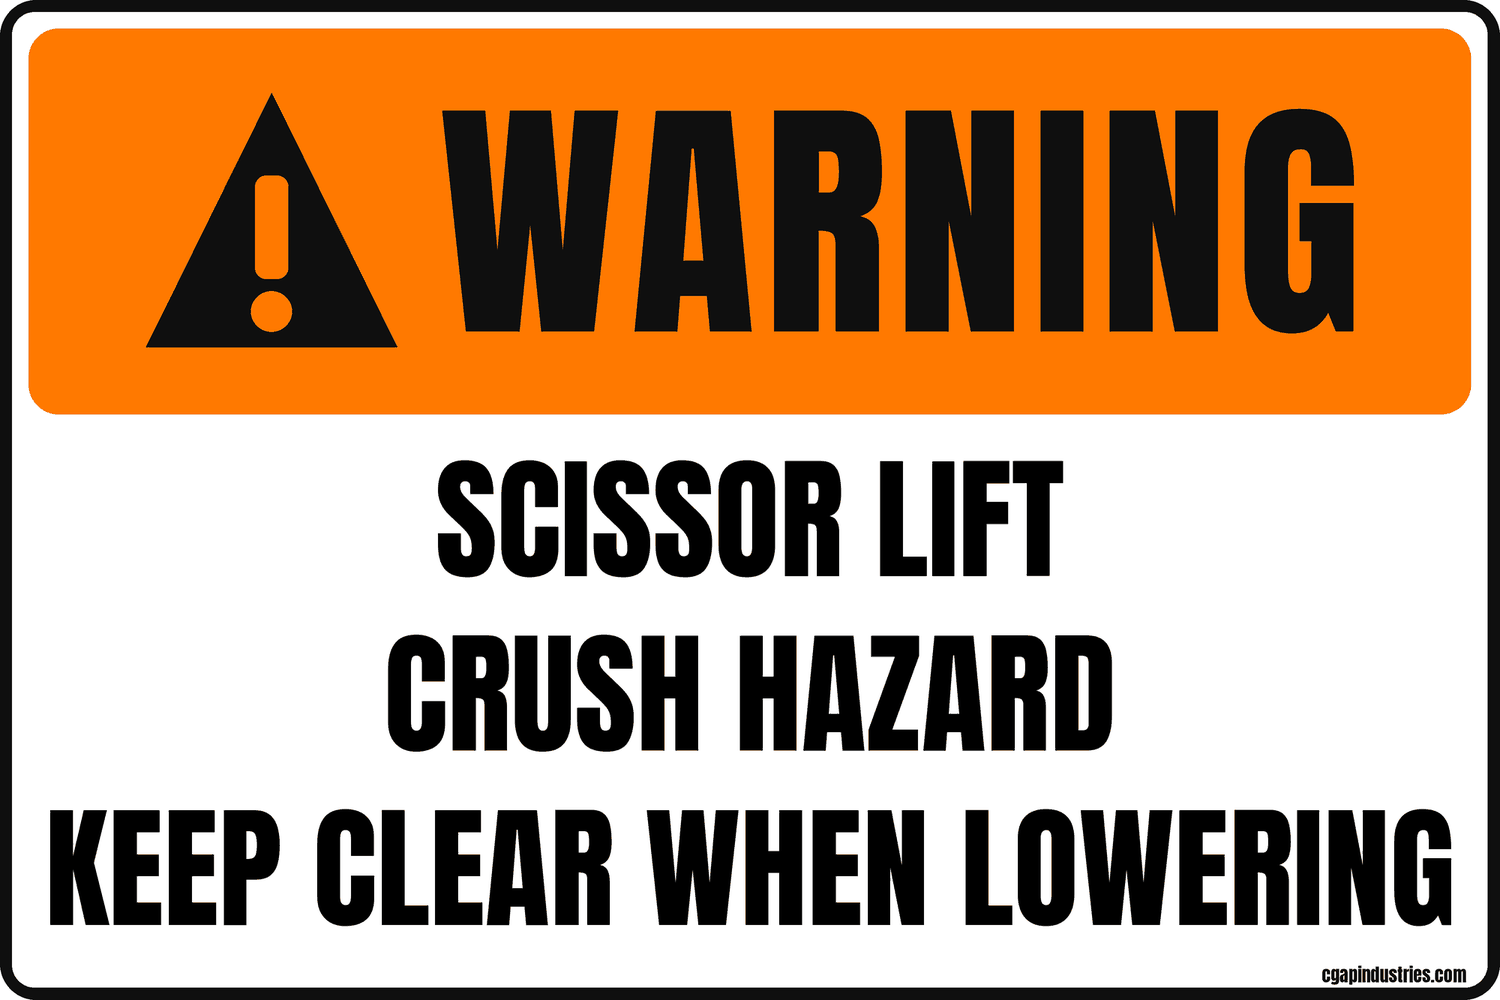 WARNING
SCISSOR LIFT
CRUSH HAZARD
KEEP CLEAR WHEN LOWERING
cgapindustries.com